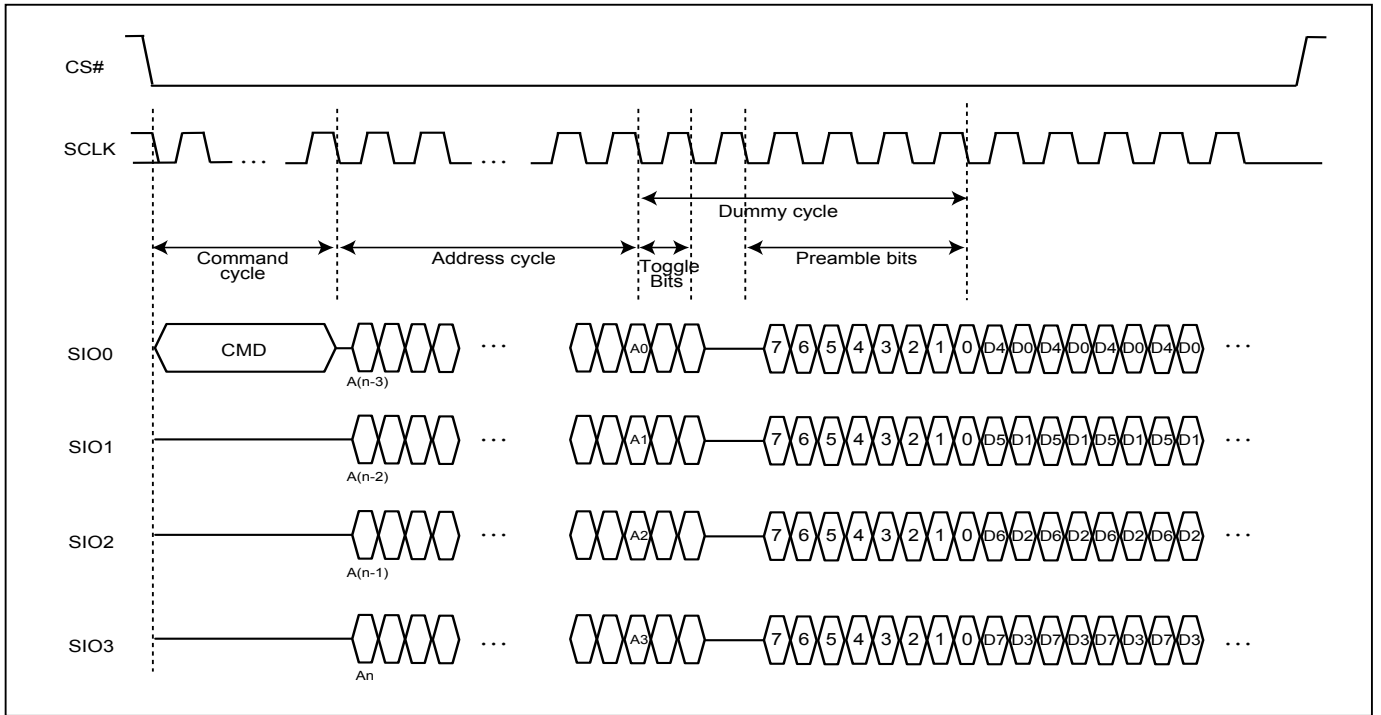 CS#
SCLK
...
...
Dummy cycle
Command cycle
Address cycle
Toggle Bits
Preamble bits
SIO0
CMD
A(n-3)
...
A0
7 6 5 4 3 2 1 0 D4 D0 D4 D0 D4 D0 D4 D0
...
SIO1
A(n-2)
...
A1
7 6 5 4 3 2 1 0 D5 D1 D5 D1 D5 D1 D5 D1
...
SIO2
A(n-1)
...
A2
7 6 5 4 3 2 1 0 D6 D2 D6 D2 D6 D2 D6 D2
...
SIO3
An
...
A3
7 6 5 4 3 2 1 0 D7 D3 D7 D3 D7 D3 D7 D3
...